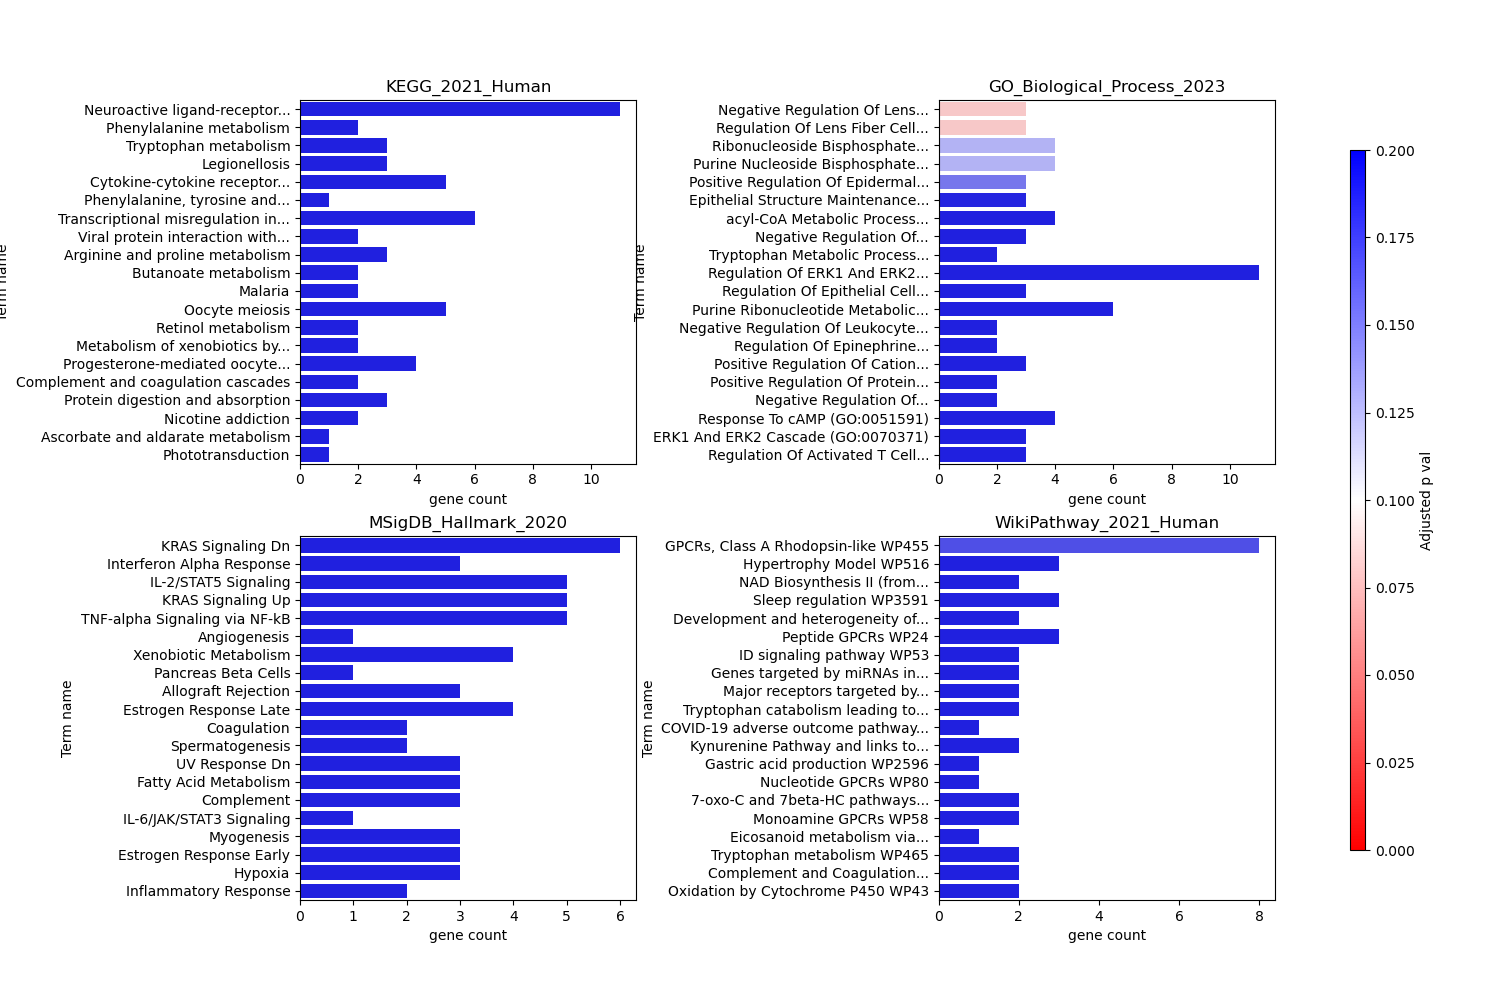 KEGG_2021_Human
Neuroactive ligand-receptor...
Phenylalanine metabolism
Tryptophan metabolism
Legionellosis
Cytokine-cytokine receptor...
Phenylalanine, tyrosine and...
Transcriptional misregulation in...
Viral protein interaction with...
Arginine and proline metabolism
Butanoate metabolism
Malaria
Oocyte meiosis
Retinol metabolism
Metabolism of xenobiotics by...
Progesterone-mediated oocyte...
Complement and coagulation cascades
Protein digestion and absorption
Nicotine addiction
Ascorbate and aldarate metabolism
Phototransduction
Term name
0 2 4 6 8 10
gene count
GO_Biological_Process_2023
Negative Regulation Of Lens...
Regulation Of Lens Fiber Cell...
Ribonucleoside Bisphosphate...
Purine Nucleoside Bisphosphate...
Positive Regulation Of Epidermal...
Epithelial Structure Maintenance...
acyl-CoA Metabolic Process...
Negative Regulation Of...
Tryptophan Metabolic Process...
Regulation Of ERK1 And ERK2...
Regulation Of Epithelial Cell...
Purine Ribonucleotide Metabolic...
Negative Regulation Of Leukocyte...
Regulation Of Epinephrine...
Positive Regulation Of Cation...
Positive Regulation Of Protein...
Negative Regulation Of...
Response To cAMP (GO:0051591)
ERK1 And ERK2 Cascade (GO:0070371)
Regulation Of Activated T Cell...
Term name
0 2 4 6 8 10
gene count
MSigDB_Hallmark_2020
KRAS Signaling Dn
Interferon Alpha Response
IL-2/STAT5 Signaling
KRAS Signaling Up
TNF-alpha Signaling via NF-kB
Angiogenesis
Xenobiotic Metabolism
Pancreas Beta Cells
Allograft Rejection
Estrogen Response Late
Coagulation
Spermatogenesis
UV Response Dn
Fatty Acid Metabolism
Complement
IL-6/JAK/STAT3 Signaling
Myogenesis
Estrogen Response Early
Hypoxia
Inflammatory Response
Term name
0 1 2 3 4 5 6
gene count
WikiPathway_2021_Human
GPCRs, Class A Rhodopsin-like WP455
Hypertrophy Model WP516
NAD Biosynthesis II (from...
Sleep regulation WP3591
Development and heterogeneity of...
Peptide GPCRs WP24
ID signaling pathway WP53
Genes targeted by miRNAs in...
Major receptors targeted by...
Tryptophan catabolism leading to...
COVID-19 adverse outcome pathway...
Kynurenine Pathway and links to...
Gastric acid production WP2596
Nucleotide GPCRs WP80
7-oxo-C and 7beta-HC pathways...
Monoamine GPCRs WP58
Eicosanoid metabolism via...
Tryptophan metabolism WP465
Complement and Coagulation...
Oxidation by Cytochrome P450 WP43
Term name
0 2 4 6 8
gene count
0.200
0.175
0.150
0.125
0.100
0.075
0.050
0.025
0.000
Adjusted p val